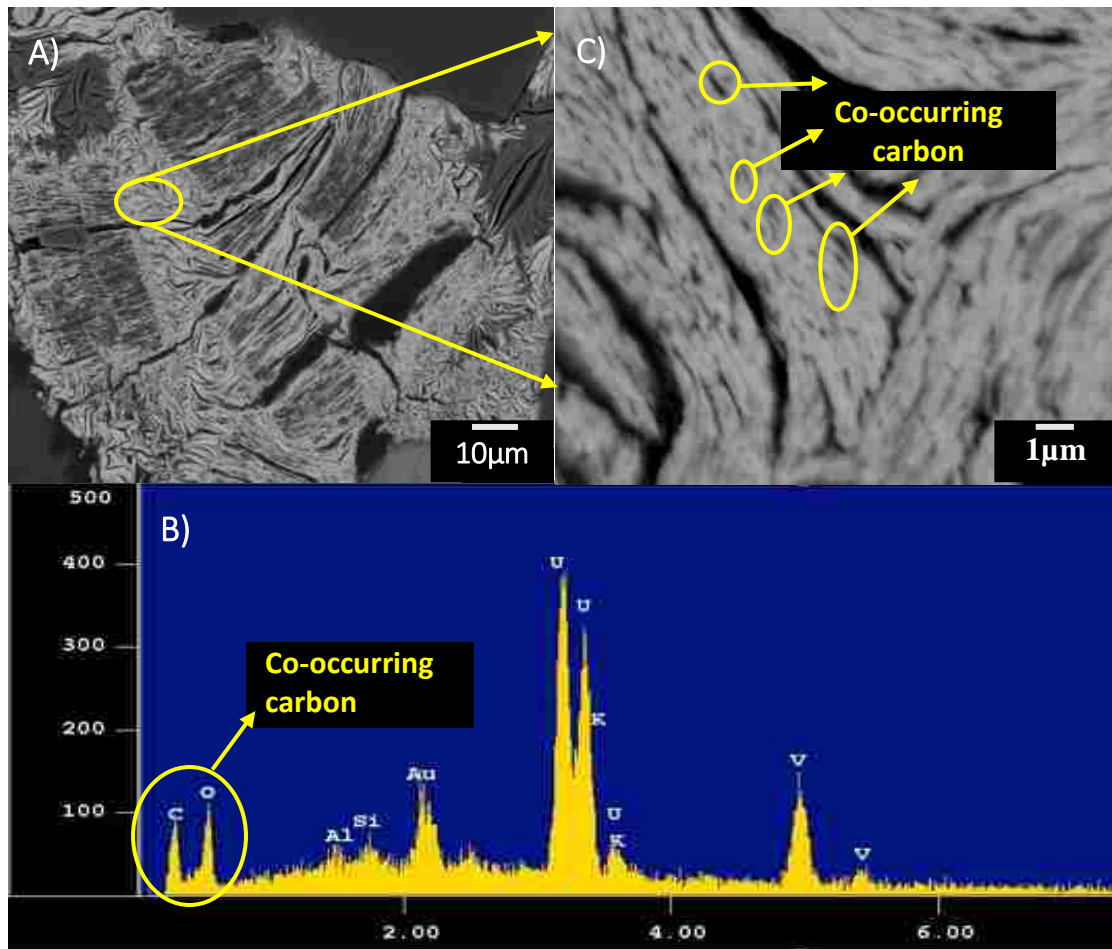 A)
C)
Co-occurring
carbon
10µm
1µm
B)
500
400
300
200
100
Co-occurring
carbon
C
O
Al
Si
Au
U
U
K
U
K
V
V
2.00
4.00
6.00